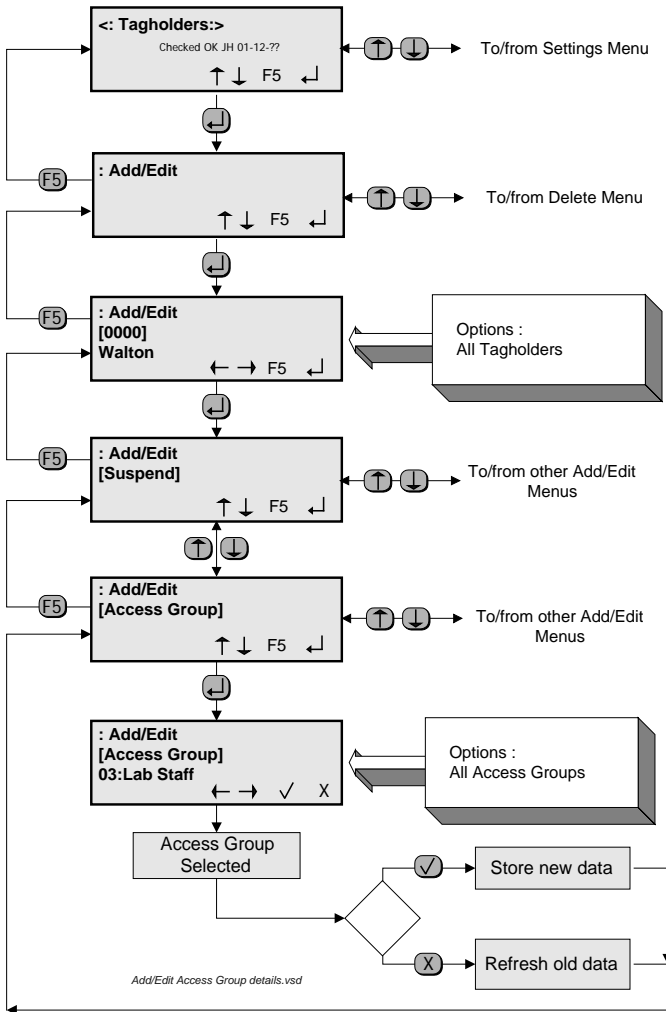 <: Tagholders:>
Checked OK JH 01-12-??
↑ ↓ F5 ↵
↑ ↓ To/from Settings Menu
↵
F5
: Add/Edit
↑ ↓ F5 ↵
↑ ↓ To/from Delete Menu
↵
F5
: Add/Edit
[0000]
Walton
← → F5 ↵
Options :
All Tagholders
↵
F5
: Add/Edit
[Suspend]
↑ ↓ F5 ↵
↑ ↓ To/from other Add/Edit
Menus
↑ ↓
F5
: Add/Edit
[Access Group]
↑ ↓ F5 ↵
↑ ↓ To/from other Add/Edit
Menus
↵
: Add/Edit
[Access Group]
03:Lab Staff
← → √ X
Options :
All Access Groups
Access Group
Selected
√ Store new data
X Refresh old data
Add/Edit Access Group details.vsd